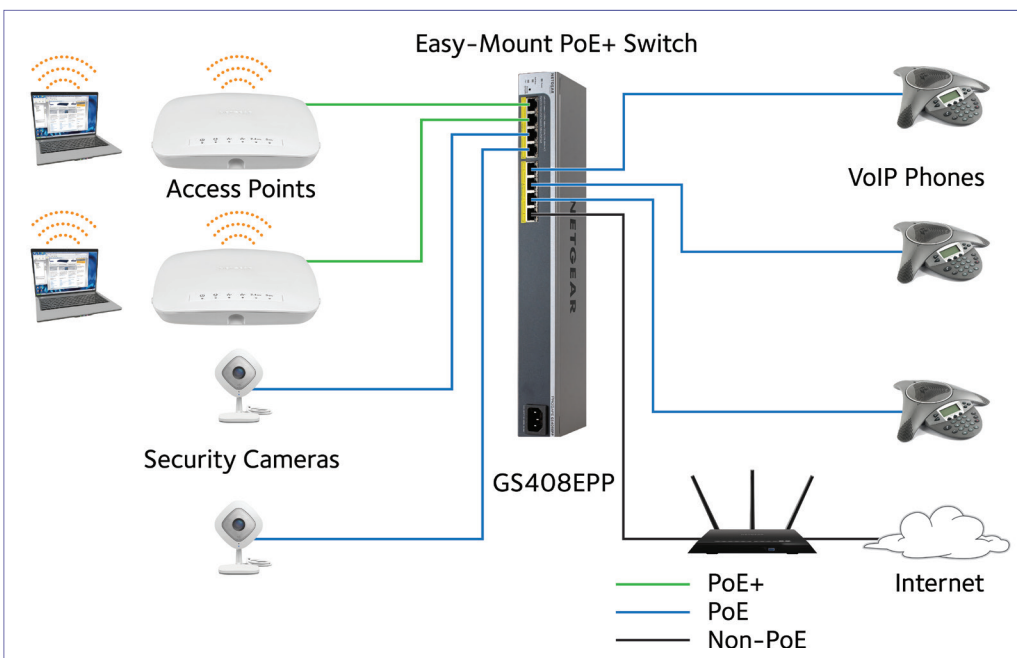 Easy-Mount PoE+ Switch
Access Points
VoIP Phones
NETGEAR
Security Cameras
GS408EPP
Internet
PoE+
PoE
Non-PoE